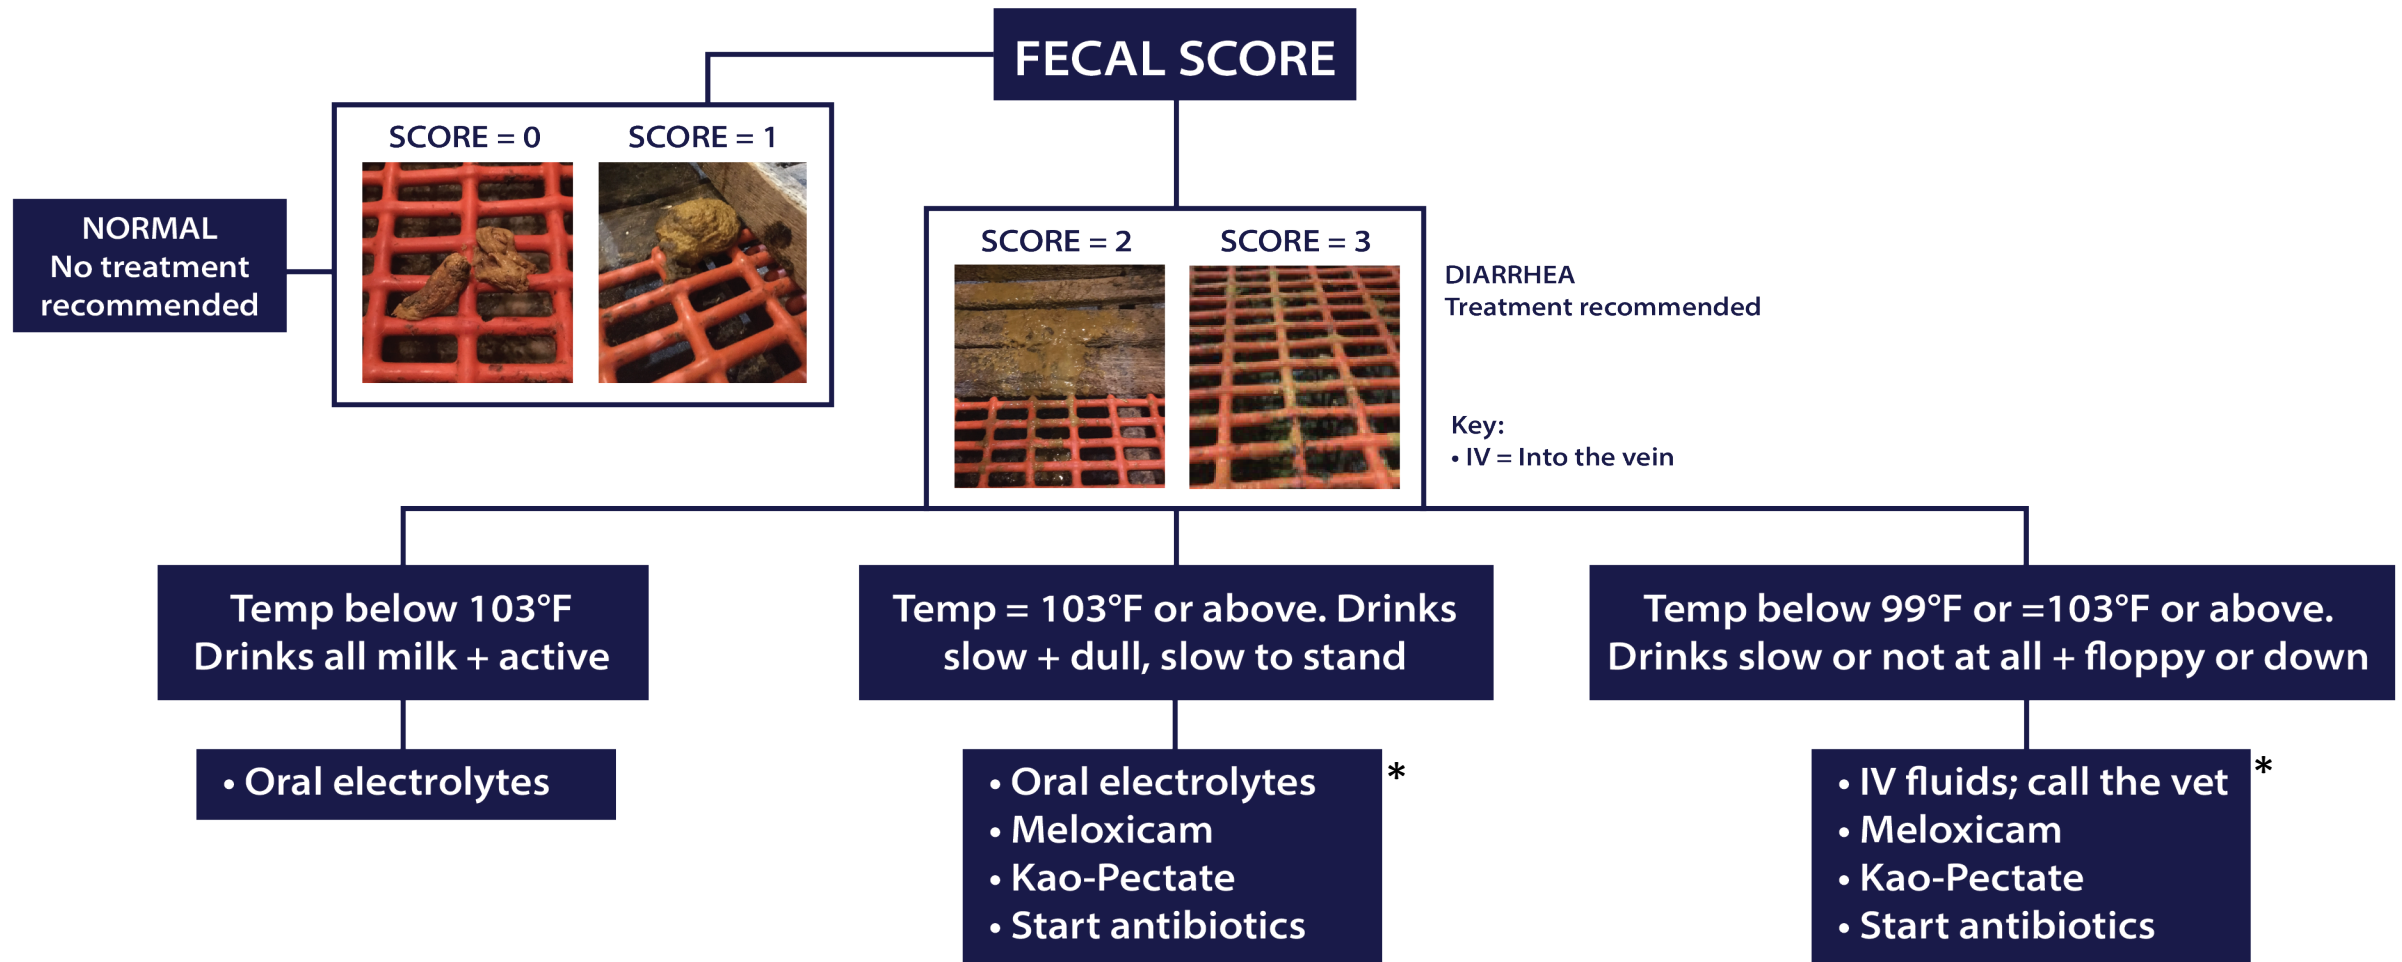 FECAL SCORE
SCORE = 0
SCORE = 1
NORMAL
No treatment
recommended
SCORE = 2
SCORE = 3
DIARRHEA
Treatment recommended
Key:
• IV = Into the vein
Temp below 103°F
Drinks all milk + active
• Oral electrolytes
Temp = 103°F or above. Drinks
slow + dull, slow to stand
• Oral electrolytes *
• Meloxicam
• Kao-Pectate
• Start antibiotics
Temp below 99°F or =103°F or above.
Drinks slow or not at all + floppy or down
• IV fluids; call the vet *
• Meloxicam
• Kao-Pectate
• Start antibiotics